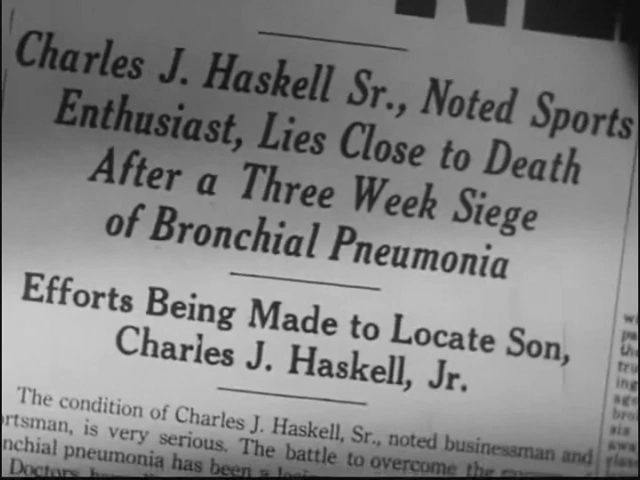 Charles J. Haskell Sr., Noted Sports
Enthusiast, Lies Close to Death
After a Three Week Siege
of Bronchial Pneumonia
Efforts Being Made to Locate Son,
Charles J. Haskell, Jr.
The condition of Charles J. Haskell, Sr., noted businessman and
rtsman, is very serious. The battle to overcome the
nchial pneumonia has been a
Doctors